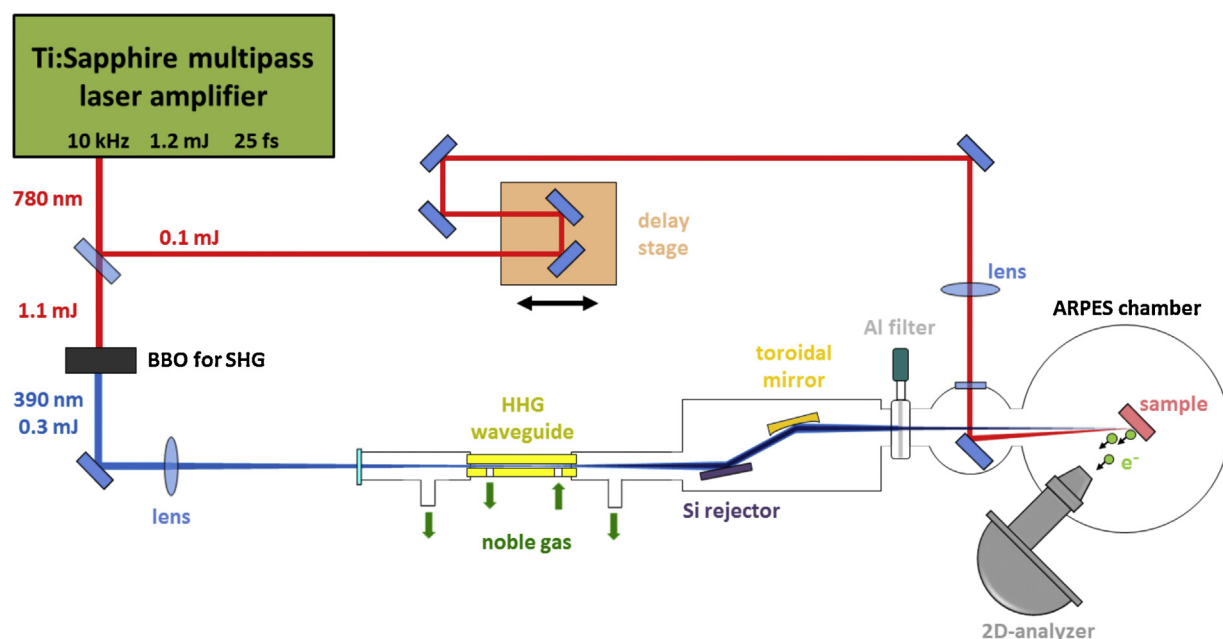 Ti:Sapphire multipass
laser amplifier
10 kHz 1.2 mJ 25 fs
780 nm
0.1 mJ
delay
stage
1.1 mJ
lens
ARPES chamber
Al filter
BBO for SHG
toroidal
mirror
390 nm
0.3 mJ
HHG
waveguide
sample
e-
lens
Si rejector
noble gas
2D-analyzer